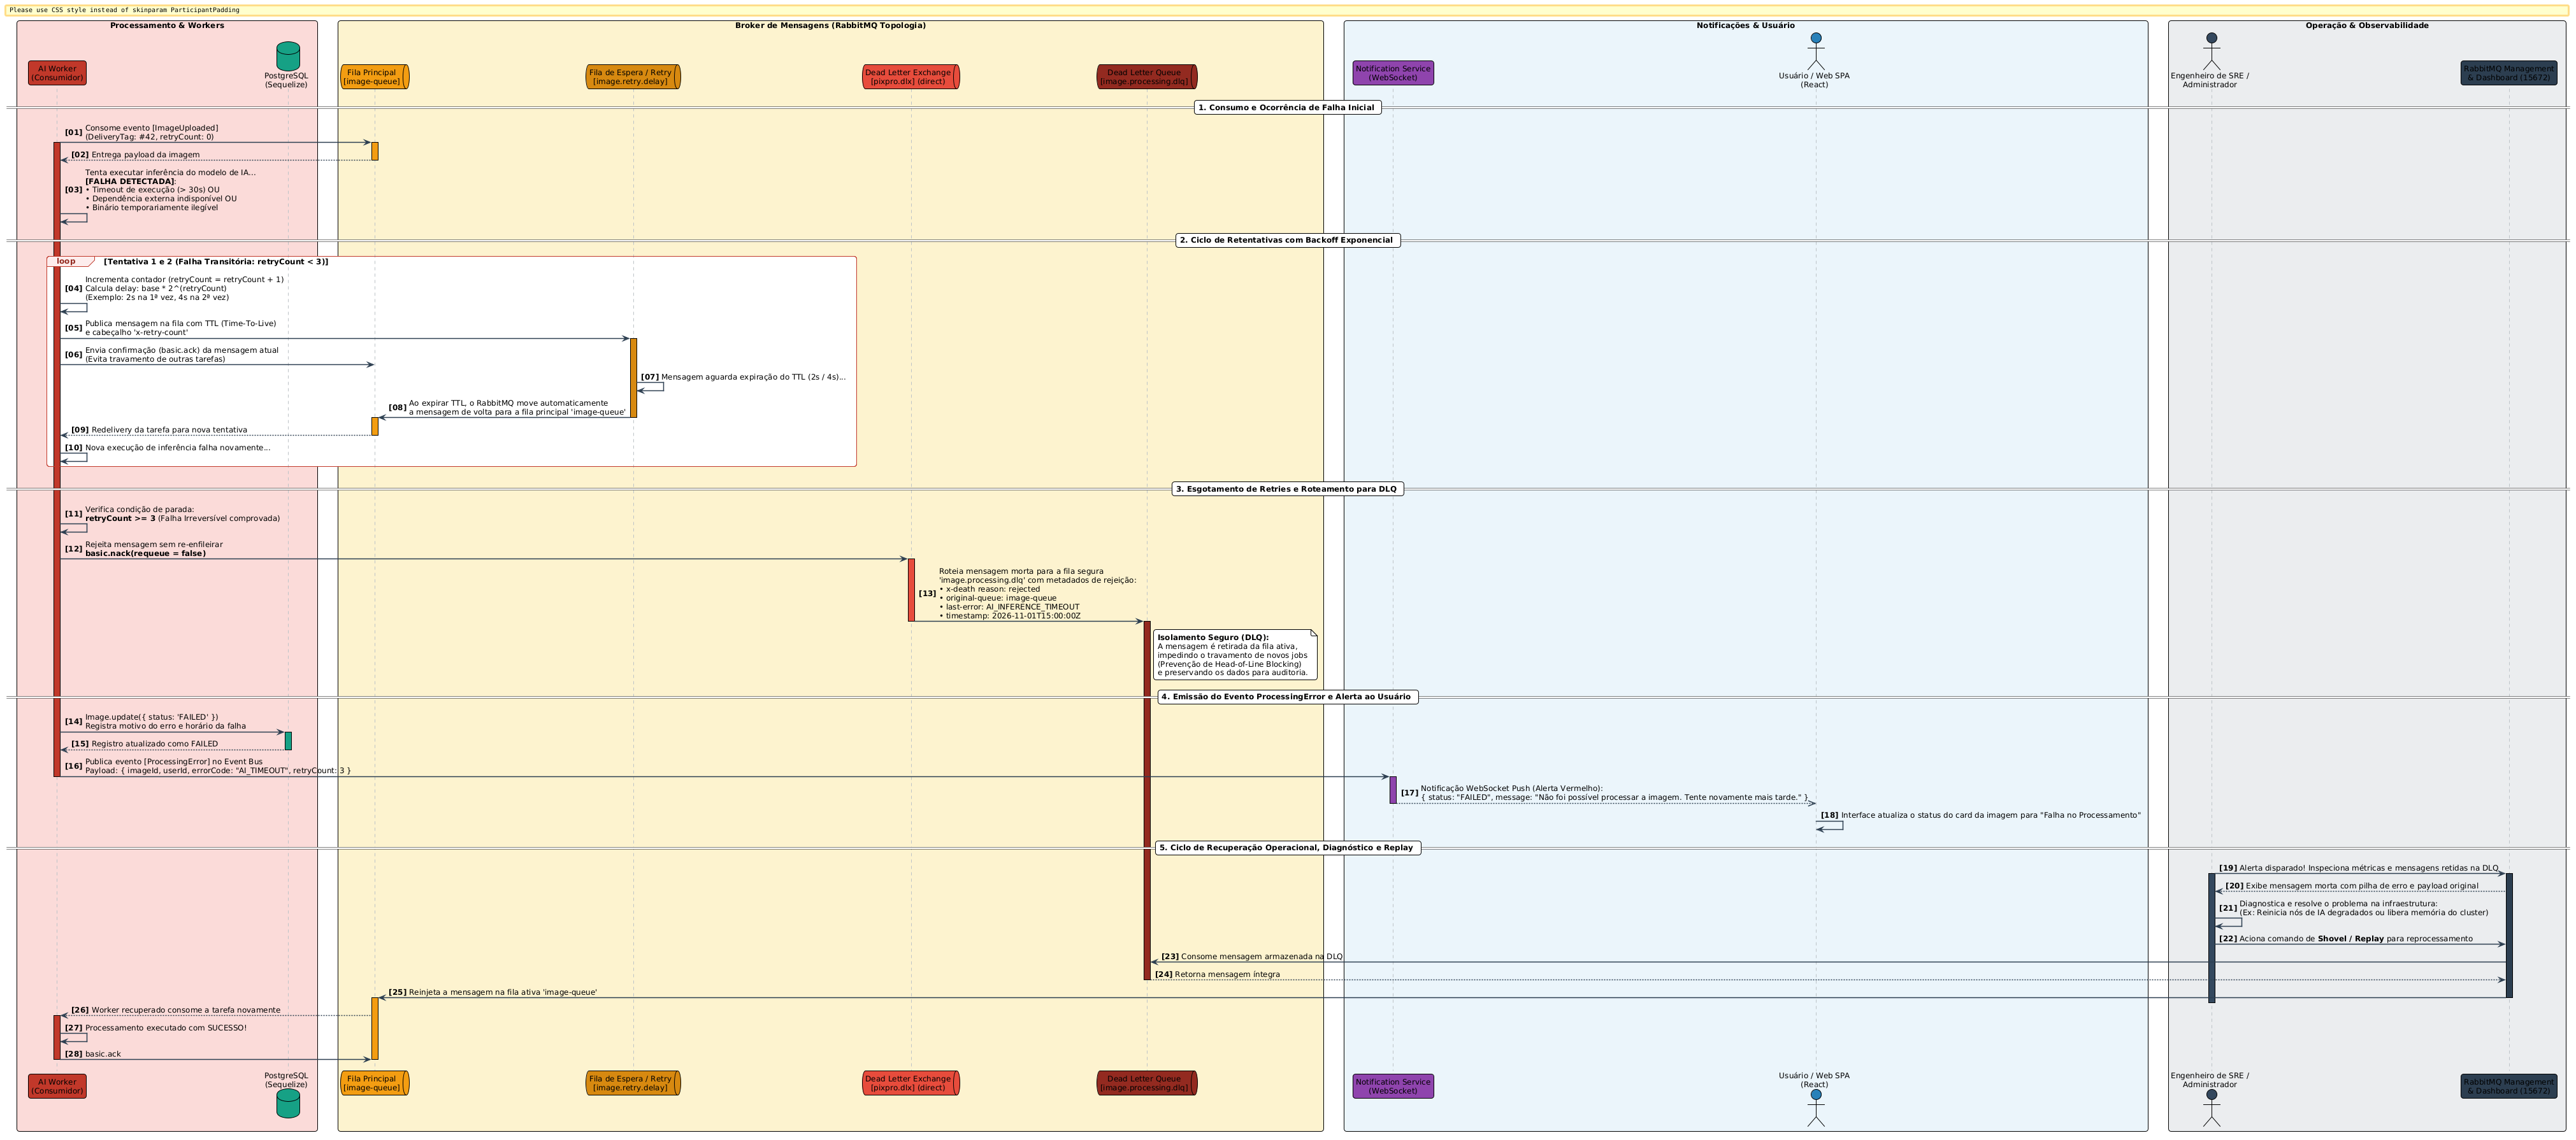 Please use CSS style instead of skinparam ParticipantPadding
Processamento & Workers
Broker de Mensagens (RabbitMQ Topologia)
Notificações & Usuário
Operação & Observabilidade
AI Worker
(Consumidor)
PostgreSQL
(Sequelize)
Fila Principal
[image-queue]
Fila de Espera / Retry
[image.retry.delay]
Dead Letter Exchange
[pixpro.dlx] (direct)
Dead Letter Queue
[image.processing.dlq]
Notification Service
(WebSocket)
Usuário / Web SPA
(React)
Engenheiro de SRE /
Administrador
RabbitMQ Management
& Dashboard (15672)
1. Consumo e Ocorrência de Falha Inicial
[01] Consome evento [ImageUploaded]
(DeliveryTag: #42, retryCount: 0)
[02] Entrega payload da imagem
[03] Tenta executar inferência do modelo de IA...
[FALHA DETECTADA]:
• Timeout de execução (> 30s) OU
• Dependência externa indisponível OU
• Binário temporariamente ilegível
2. Ciclo de Retentativas com Backoff Exponencial
loop [Tentativa 1 e 2 (Falha Transitória: retryCount < 3)]
[04] Incrementa contador (retryCount = retryCount + 1)
Calcula delay: base * 2^(retryCount)
(Exemplo: 2s na 1ª vez, 4s na 2ª vez)
[05] Publica mensagem na fila com TTL (Time-To-Live)
e cabeçalho 'x-retry-count'
[06] Envia confirmação (basic.ack) da mensagem atual
(Evita travamento de outras tarefas)
[07] Mensagem aguarda expiração do TTL (2s / 4s)...
[08] Ao expirar TTL, o RabbitMQ move automaticamente
a mensagem de volta para a fila principal 'image-queue'
[09] Redelivery da tarefa para nova tentativa
[10] Nova execução de inferência falha novamente...
3. Esgotamento de Retries e Roteamento para DLQ
[11] Verifica condição de parada:
retryCount >= 3 (Falha Irreversível comprovada)
[12] Rejeita mensagem sem re-enfileirar
basic.nack(requeue = false)
[13] Roteia mensagem morta para a fila segura
'image.processing.dlq' com metadados de rejeição:
• x-death reason: rejected
• original-queue: image-queue
• last-error: AI_INFERENCE_TIMEOUT
• timestamp: 2026-11-01T15:00:00Z
Isolamento Seguro (DLQ):
A mensagem é retirada da fila ativa,
impedindo o travamento de novos jobs
(Prevenção de Head-of-Line Blocking)
e preservando os dados para auditoria.
4. Emissão do Evento ProcessingError e Alerta ao Usuário
[14] Image.update({ status: 'FAILED' })
Registra motivo do erro e horário da falha
[15] Registro atualizado como FAILED
[16] Publica evento [ProcessingError] no Event Bus
Payload: { imageId, userId, errorCode: "AI_TIMEOUT", retryCount: 3 }
[17] Notificação WebSocket Push (Alerta Vermelho):
{ status: "FAILED", message: "Não foi possível processar a imagem. Tente novamente mais tarde." }
[18] Interface atualiza o status do card da imagem para "Falha no Processamento"
5. Ciclo de Recuperação Operacional, Diagnóstico e Replay
[19] Alerta disparado! Inspeciona métricas e mensagens retidas na DLQ
[20] Exibe mensagem morta com pilha de erro e payload original
[21] Diagnostica e resolve o problema na infraestrutura:
(Ex: Reinicia nós de IA degradados ou libera memória do cluster)
[22] Aciona comando de Shovel / Replay para reprocessamento
[23] Consome mensagem armazenada na DLQ
[24] Retorna mensagem íntegra
[25] Reinjeta a mensagem na fila ativa 'image-queue'
[26] Worker recuperado consome a tarefa novamente
[27] Processamento executado com SUCESSO!
[28] basic.ack
AI Worker
(Consumidor)
PostgreSQL
(Sequelize)
Fila Principal
[image-queue]
Fila de Espera / Retry
[image.retry.delay]
Dead Letter Exchange
[pixpro.dlx] (direct)
Dead Letter Queue
[image.processing.dlq]
Notification Service
(WebSocket)
Usuário / Web SPA
(React)
Engenheiro de SRE /
Administrador
RabbitMQ Management
& Dashboard (15672)